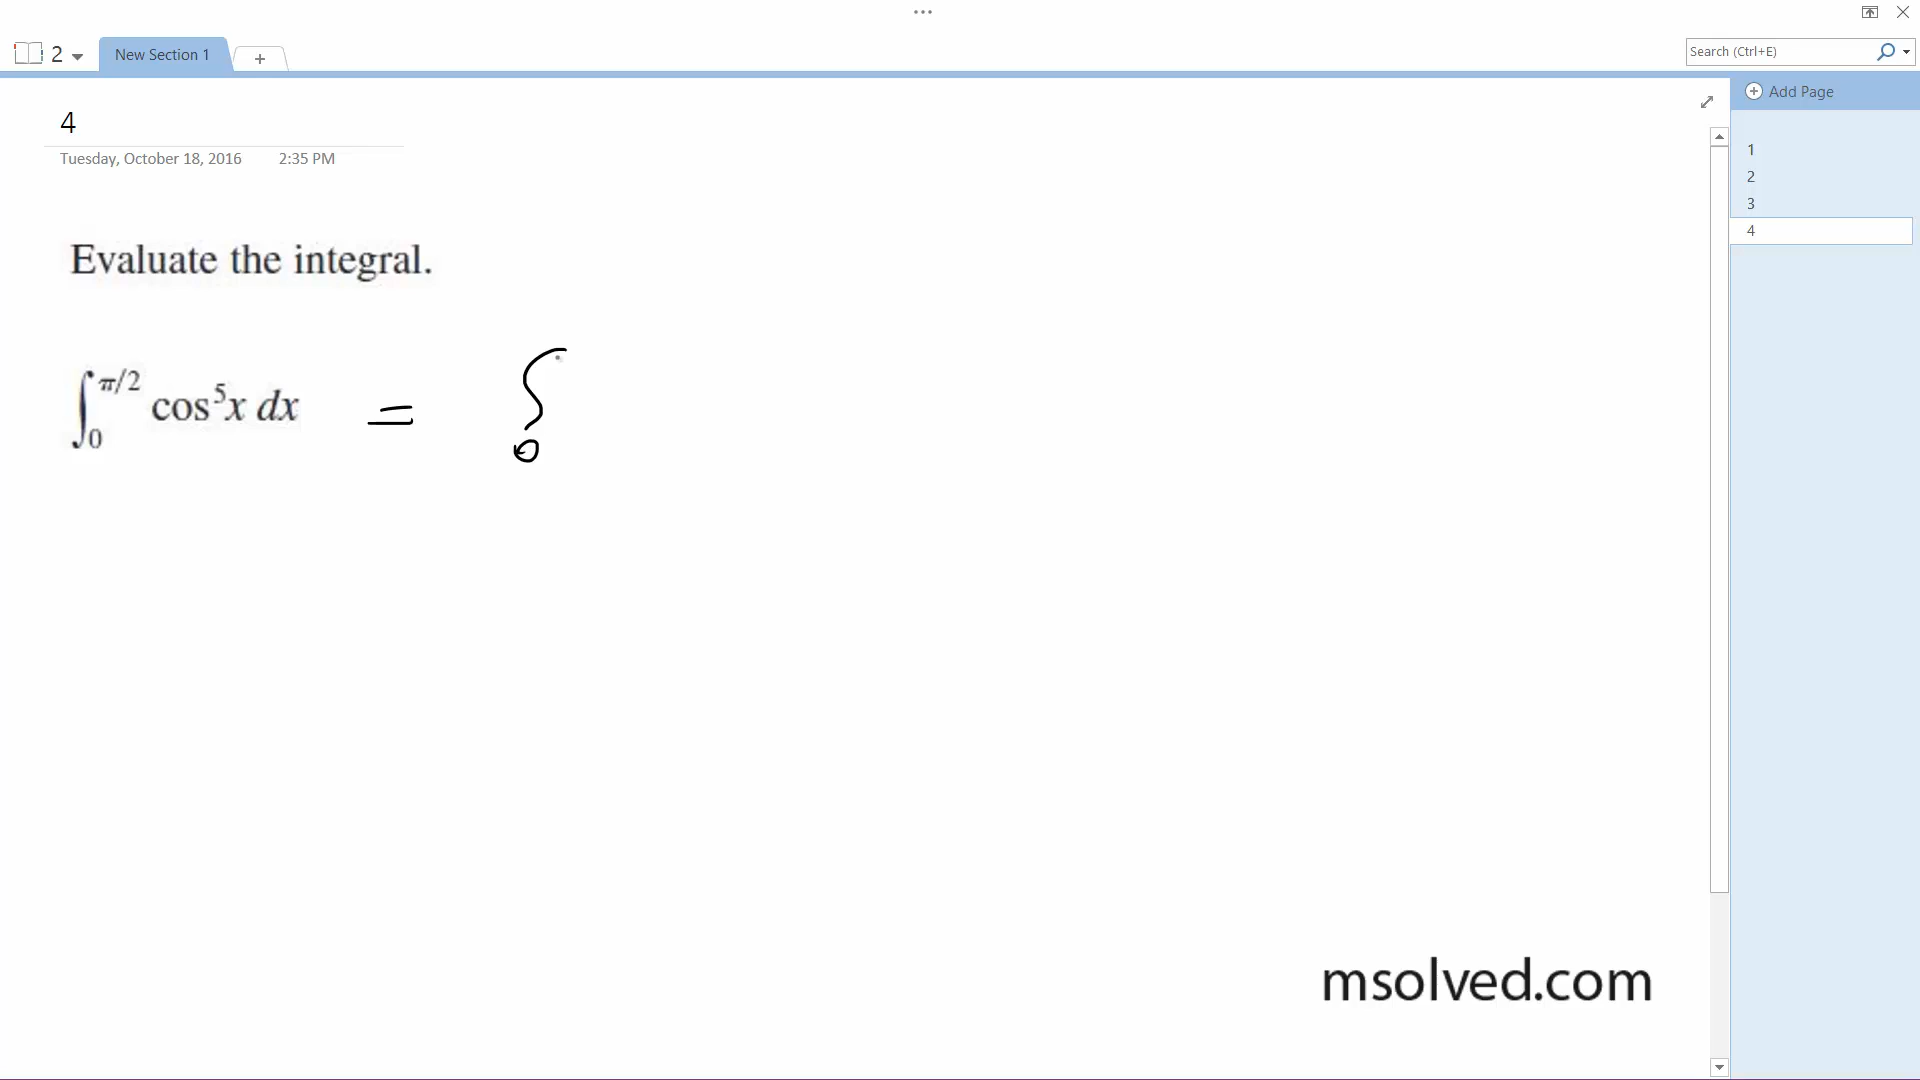 ...
2
New Section 1
+
Search (Ctrl+E)
Add Page
4
Tuesday, October 18, 2016 2:35 PM
1
2
3
4
Evaluate the integral.
∫₀^π/2 cos⁵x dx = ∫₀
msolved.com